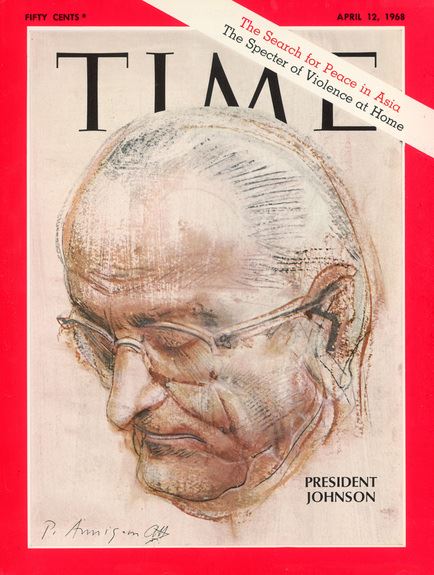 FIFTY CENTS *
APRIL 12, 1968
The Search for Peace in Asia
The Specter of Violence at Home
TIME
PRESIDENT
JOHNSON
P. Annigoni